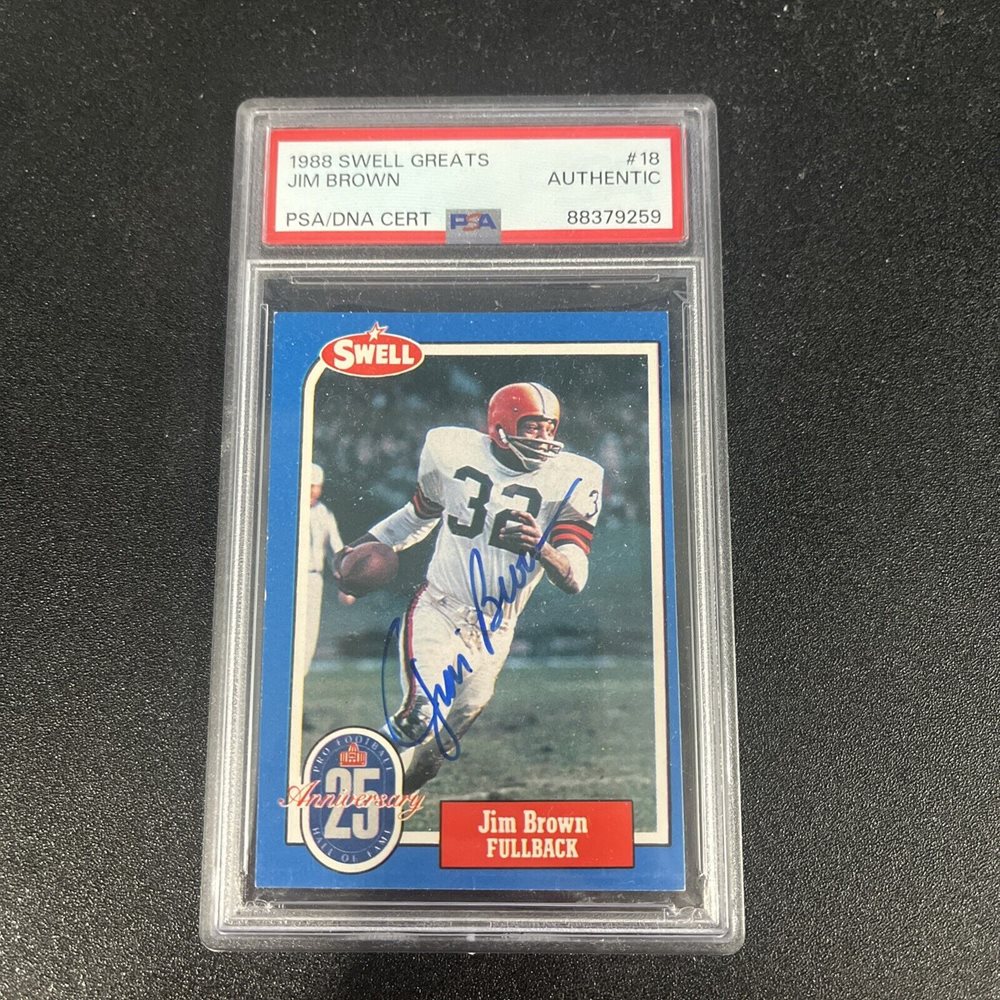 1988 SWELL GREATS #18
JIM BROWN AUTHENTIC
PSA/DNA CERT PSA 88379259
SWELL
32
3
Jim Brown
PRO FOOTBALL
25
Anniversary
HALL OF FAME
Jim Brown
FULLBACK